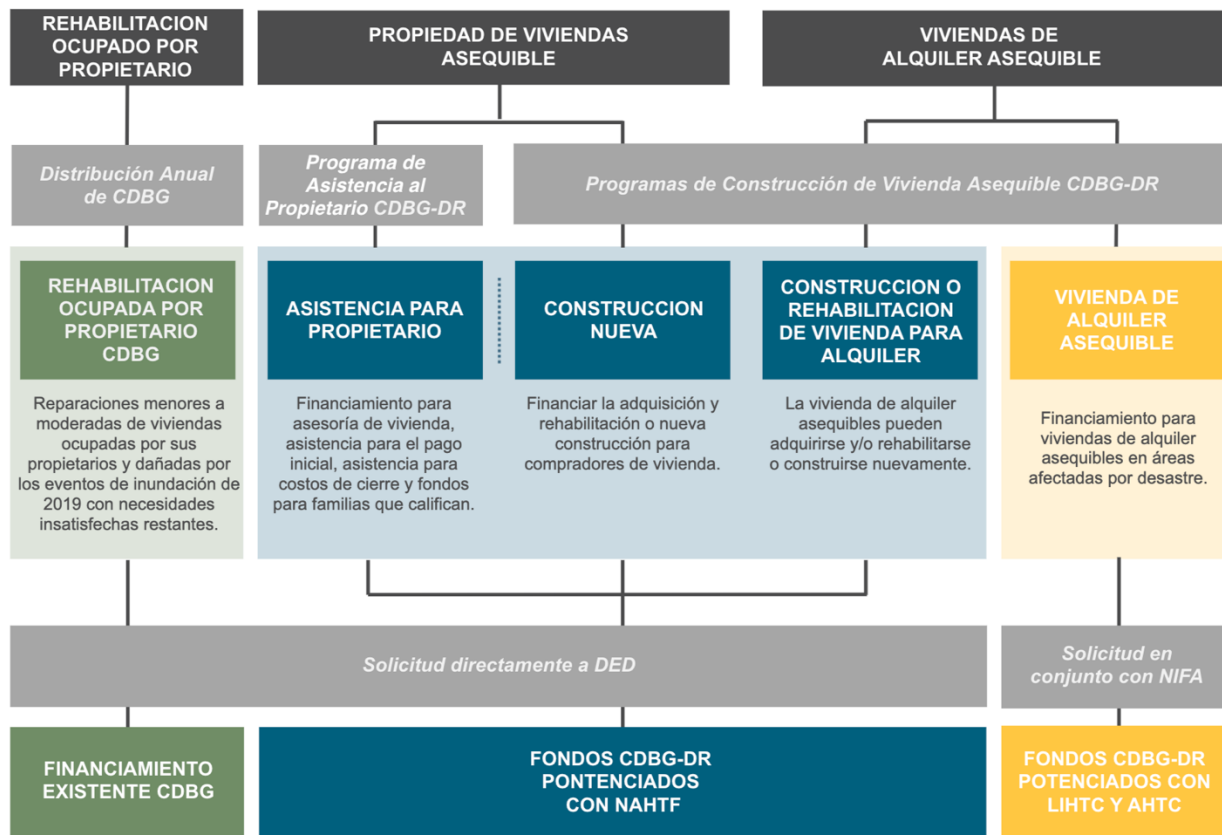 REHABILITACION
OCUPADO POR
PROPIETARIO
PROPIEDAD DE VIVIENDAS
ASEQUIBLE
VIVIENDAS DE
ALQUILER ASEQUIBLE
Distribución Anual
de CDBG
Programa de
Asistencia al
Propietario CDBG-DR
Programas de Construcción de Vivienda Asequible CDBG-DR
REHABILITACION
OCUPADA POR
PROPIETARIO
CDBG
Reparaciones menores a
moderadas de viviendas
ocupadas por sus
propietarios y dañadas por
los eventos de inundación de
2019 con necesidades
insatisfechas restantes.
ASISTENCIA PARA
PROPIETARIO
Financiamiento para
asesoría de vivienda,
asistencia para el pago
inicial, asistencia para
costos de cierre y fondos
para familias que califican.
CONSTRUCCION
NUEVA
Financiar la adquisición y
rehabilitación o nueva
construcción para
compradores de vivienda.
CONSTRUCCION O
REHABILITACION
DE VIVIENDA PARA
ALQUILER
La vivienda de alquiler
asequibles pueden
adquirirse y/o rehabilitarse
o construirse nuevamente.
VIVIENDA DE
ALQUILER
ASEQUIBLE
Financiamiento para
viviendas de alquiler
asequibles en áreas
afectadas por desastre.
Solicitud directamente a DED
Solicitud en
conjunto con NIFA
FINANCIAMIENTO
EXISTENTE CDBG
FONDOS CDBG-DR
PONTENCIADOS
CON NAHTF
FONDOS CDBG-DR
POTENCIADOS CON
LIHTC Y AHTC